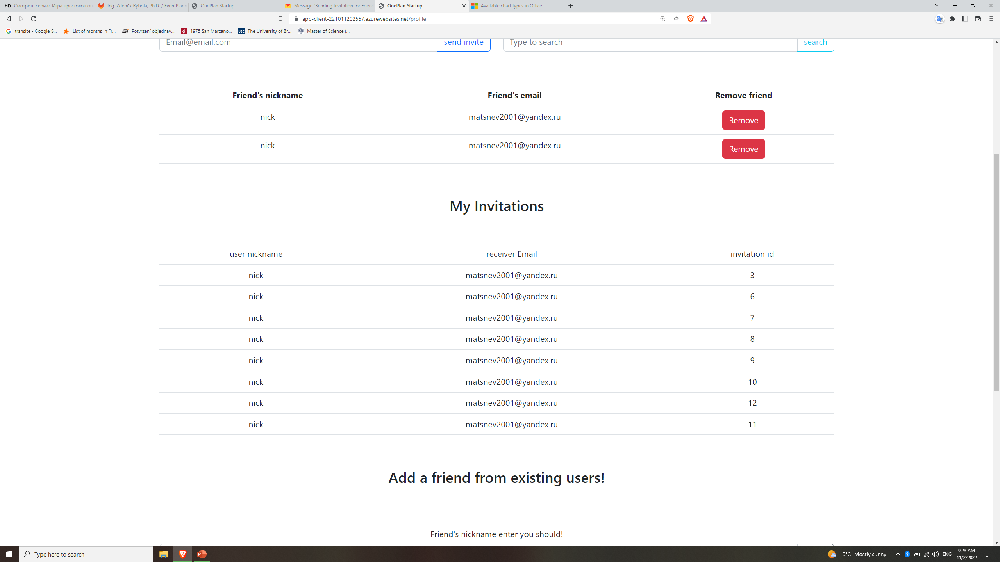 HD Смотреть сериал Игра престолов он
Ing. Zdeněk Rybola, Ph.D. / EventPlann
OnePlan Startup
Message "Sending Invitation for Friend
OnePlan Startup
Available chart types in Office
app-client-221011202557.azurewebsites.net/profile
translte - Google S...
List of months in Fr...
Potvrzení objednáv...
1975 San Marzano...
UBC The University of Br...
Master of Science (...
Email@email.com send invite
Type to search search
Friend's nickname Friend's email Remove friend
nick matsnev2001@yandex.ru Remove
nick matsnev2001@yandex.ru Remove
My Invitations
user nickname receiver Email invitation id
nick matsnev2001@yandex.ru 3
nick matsnev2001@yandex.ru 6
nick matsnev2001@yandex.ru 7
nick matsnev2001@yandex.ru 8
nick matsnev2001@yandex.ru 9
nick matsnev2001@yandex.ru 10
nick matsnev2001@yandex.ru 12
nick matsnev2001@yandex.ru 11
Add a friend from existing users!
Friend's nickname enter you should!
Type here to search
10°C Mostly sunny
ENG
9:23 AM
11/2/2022